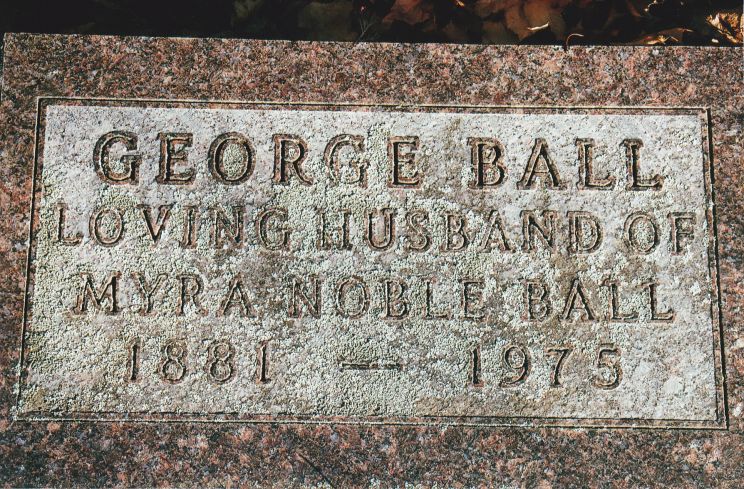 GEORGE BALL
LOVING HUSBAND OF
MYRA NOBLE BALL
1881 — 1975